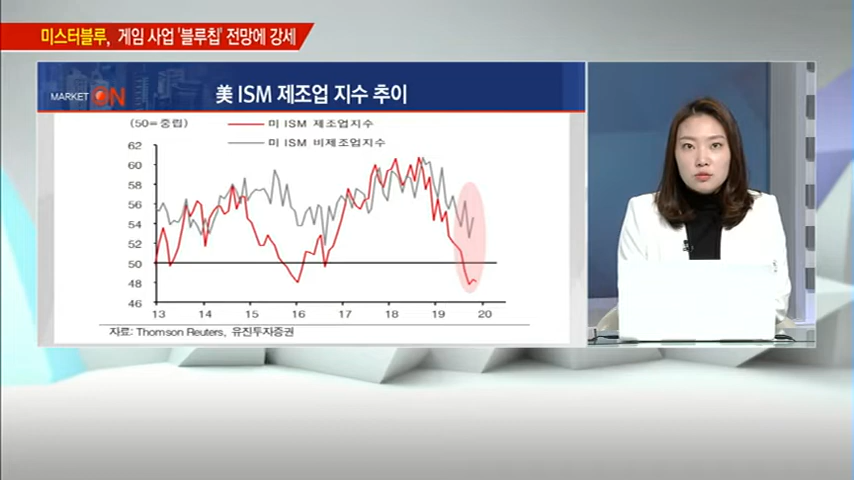 미스터블루, 게임 사업 '블루칩' 전망에 강세
MARKET ON
美 ISM 제조업 지수 추이
(50=중립)
미 ISM 제조업지수
미 ISM 비제조업지수
62
60
58
56
54
52
50
48
46
13 14 15 16 17 18 19 20
자료: Thomson Reuters, 유진투자증권